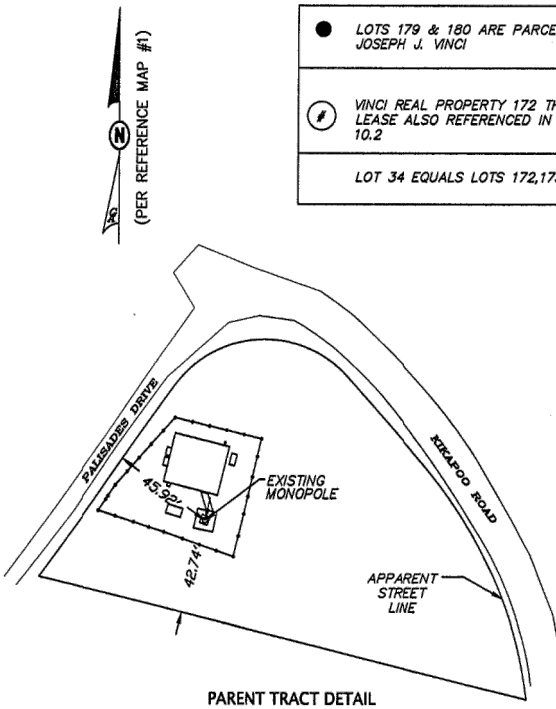 LOTS 179 & 180 ARE PARCE
JOSEPH J. VINCI
#
VINCI REAL PROPERTY 172 TH
LEASE ALSO REFERENCED IN
10.2
LOT 34 EQUALS LOTS 172,173
N
(PER REFERENCE MAP #1)
PALISADES DRIVE
KIKAPOO ROAD
45.92'
EXISTING
MONOPOLE
42.74'
APPARENT
STREET
LINE
PARENT TRACT DETAIL